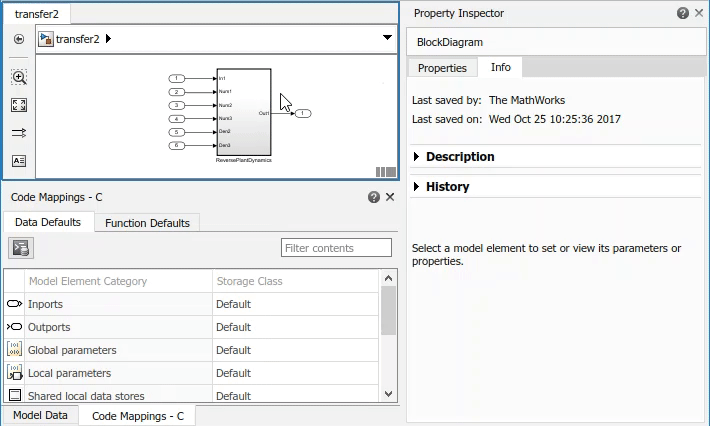 transfer2
transfer2
1
2
3
4
5
6
In1
Num1
Num2
Num3
Den2
Den3
Out1
1
ReversePlantDynamics
Code Mappings - C
Data Defaults
Function Defaults
Filter contents
Model Element Category
Storage Class
Inports
Default
Outports
Default
Global parameters
Default
Local parameters
Default
Shared local data stores
Default
Model Data
Code Mappings - C
Property Inspector
BlockDiagram
Properties
Info
Last saved by: The MathWorks
Last saved on: Wed Oct 25 10:25:36 2017
Description
History
Select a model element to set or view its parameters or
properties.